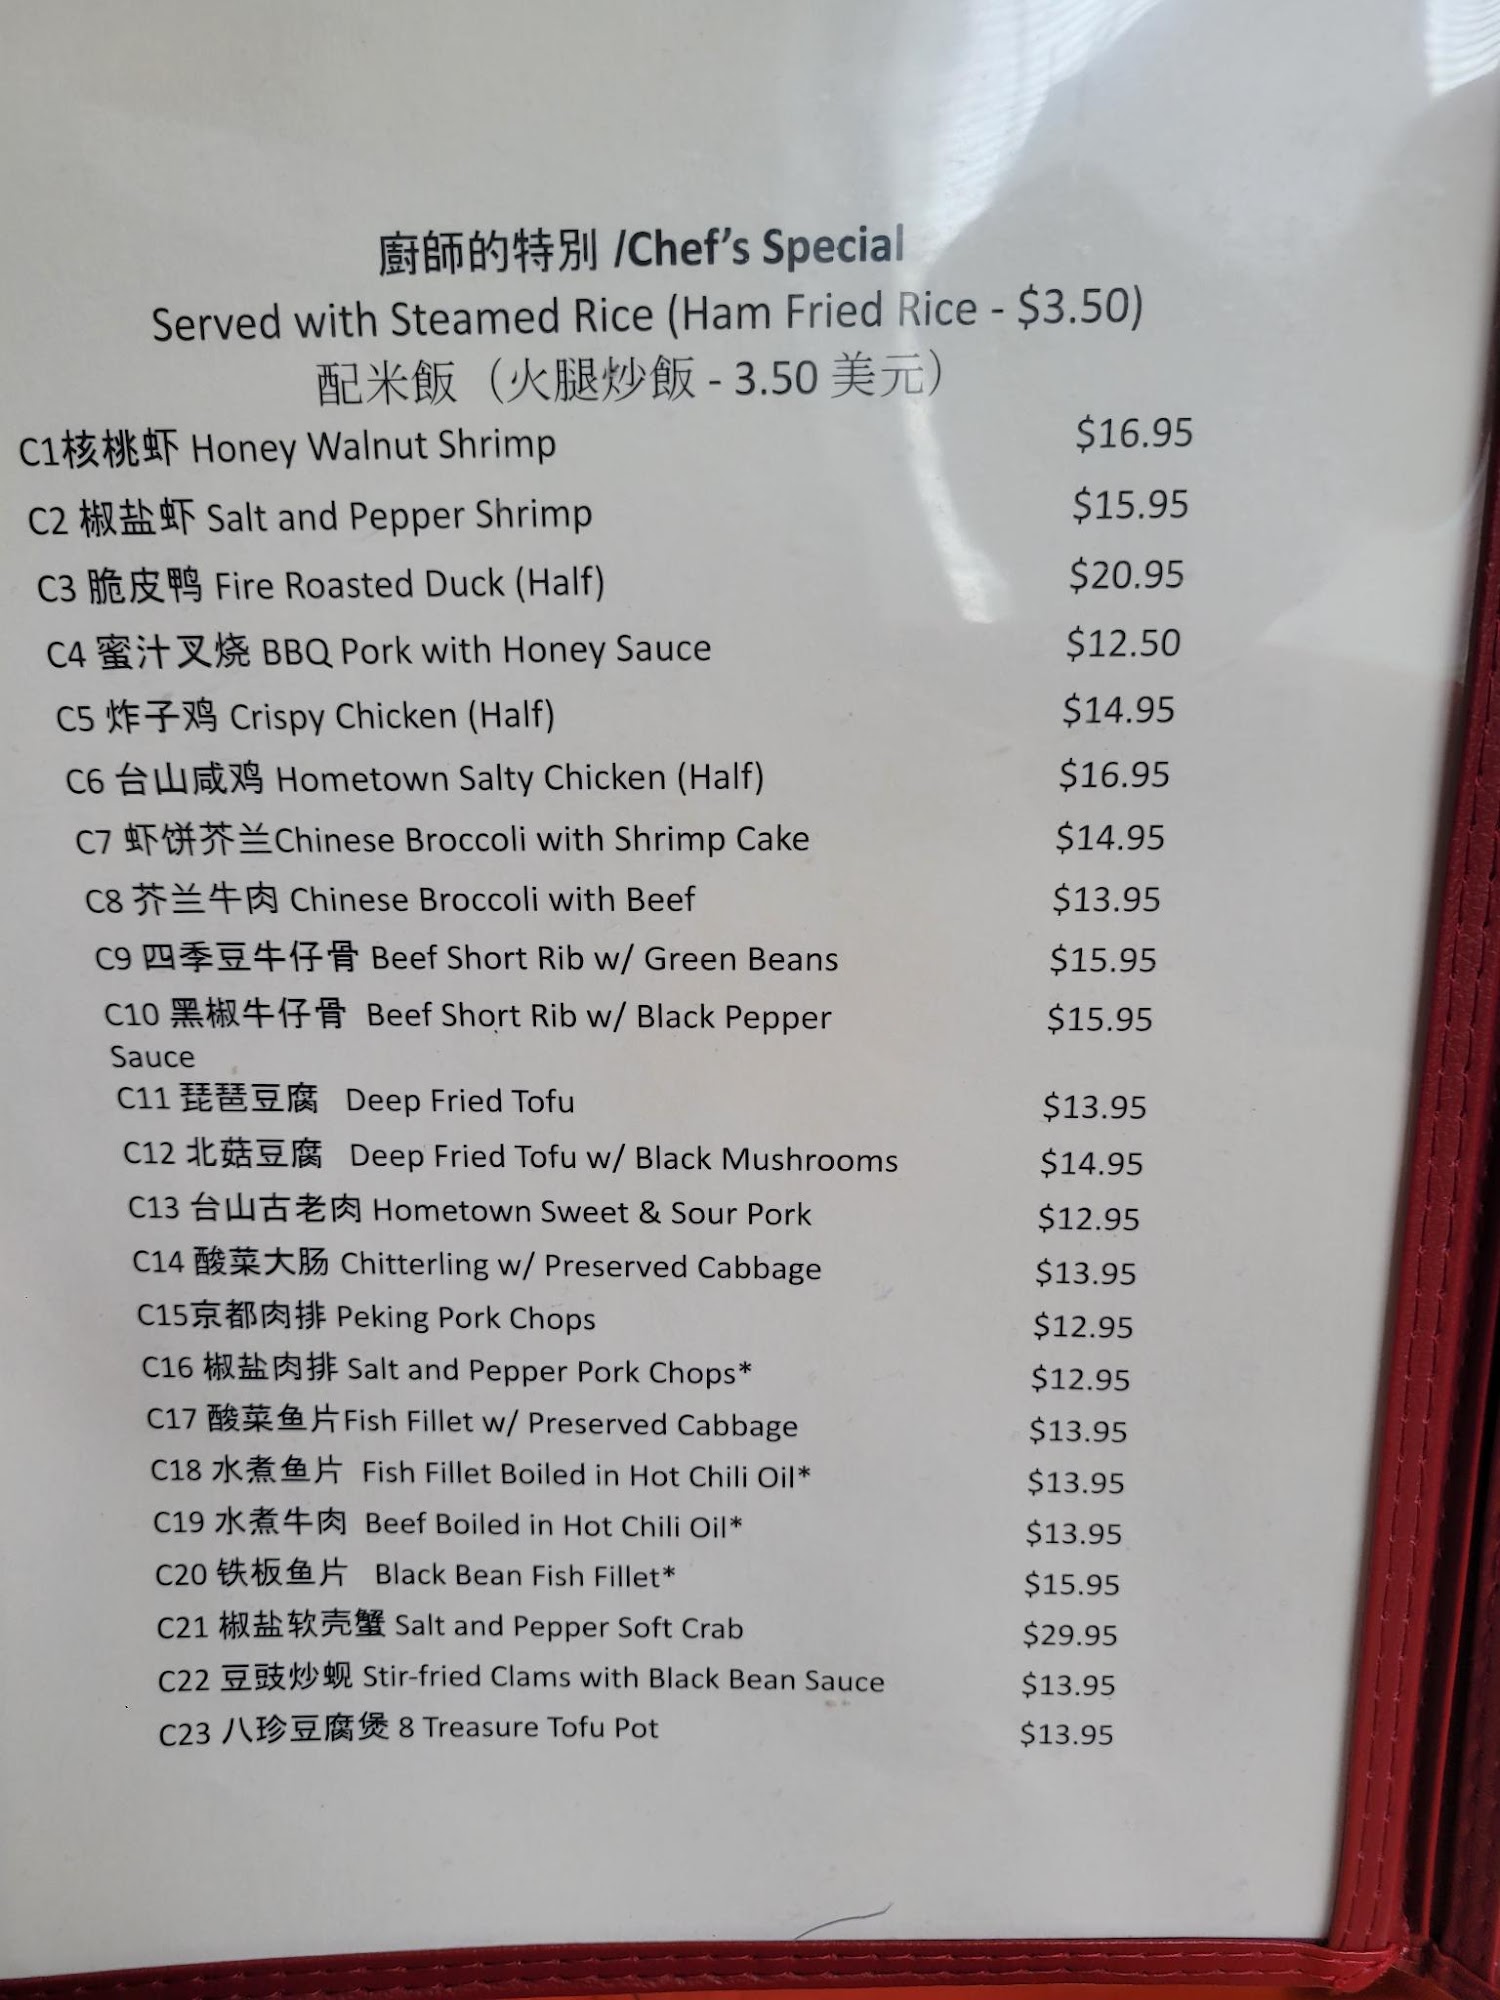 廚師的特別 /Chef's Special
Served with Steamed Rice (Ham Fried Rice - $3.50)
配米飯（火腿炒飯 - 3.50 美元）
C1核桃虾 Honey Walnut Shrimp $16.95
C2 椒盐虾 Salt and Pepper Shrimp $15.95
C3 脆皮鸭 Fire Roasted Duck (Half) $20.95
C4 蜜汁叉烧 BBQ Pork with Honey Sauce $12.50
C5 炸子鸡 Crispy Chicken (Half) $14.95
C6 台山咸鸡 Hometown Salty Chicken (Half) $16.95
C7 虾饼芥兰Chinese Broccoli with Shrimp Cake $14.95
C8 芥兰牛肉 Chinese Broccoli with Beef $13.95
C9 四季豆牛仔骨 Beef Short Rib w/ Green Beans $15.95
C10 黑椒牛仔骨 Beef Short Rib w/ Black Pepper $15.95
Sauce
C11 琵琶豆腐 Deep Fried Tofu $13.95
C12 北菇豆腐 Deep Fried Tofu w/ Black Mushrooms $14.95
C13 台山古老肉 Hometown Sweet & Sour Pork $12.95
C14 酸菜大肠 Chitterling w/ Preserved Cabbage $13.95
C15京都肉排 Peking Pork Chops $12.95
C16 椒盐肉排 Salt and Pepper Pork Chops* $12.95
C17 酸菜鱼片Fish Fillet w/ Preserved Cabbage $13.95
C18 水煮鱼片 Fish Fillet Boiled in Hot Chili Oil* $13.95
C19 水煮牛肉 Beef Boiled in Hot Chili Oil* $13.95
C20 铁板鱼片 Black Bean Fish Fillet* $15.95
C21 椒盐软壳蟹 Salt and Pepper Soft Crab $29.95
C22 豆豉炒蚬 Stir-fried Clams with Black Bean Sauce $13.95
C23 八珍豆腐煲 8 Treasure Tofu Pot $13.95